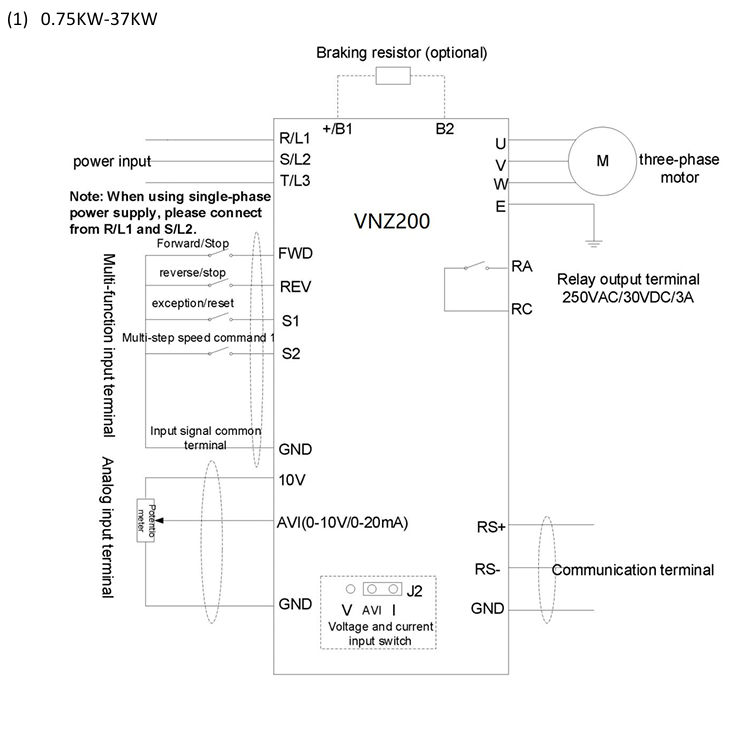 (1) 0.75KW-37KW
Braking resistor (optional)
+/B1
B2
R/L1
power input
S/L2
T/L3
Note: When using single-phase
power supply, please connect
from R/L1 and S/L2.
VNZ200
U
V
W
E
M
three-phase
motor
Forward/Stop
FWD
reverse/stop
REV
exception/reset
S1
Multi-step speed command 1
S2
Multi-function input terminal
Input signal common
terminal
GND
RA
RC
Relay output terminal
250VAC/30VDC/3A
10V
Potentio
meter
AVI(0-10V/0-20mA)
Analog input terminal
GND
J2
V AVI I
Voltage and current
input switch
RS+
RS-
Communication terminal
GND